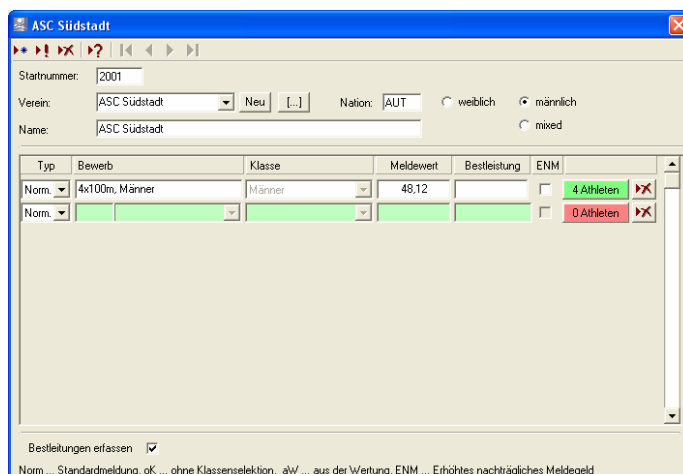 ASC Südstadt
Startnummer: 2001
Verein: ASC Südstadt Neu [...] Nation: AUT weiblich männlich
Name: ASC Südstadt mixed
Typ Bewerb Klasse Meldewert Bestleistung ENM
Norm. 4x100m, Männer Männer 48,12 4 Athleten
Norm. 0 Athleten
Bestleitungen erfassen
Norm ... Standardmeldung, oK ... ohne Klassenselektion, aW ... aus der Wertung, ENM ... Erhöhtes nachträgliches Meldegeld